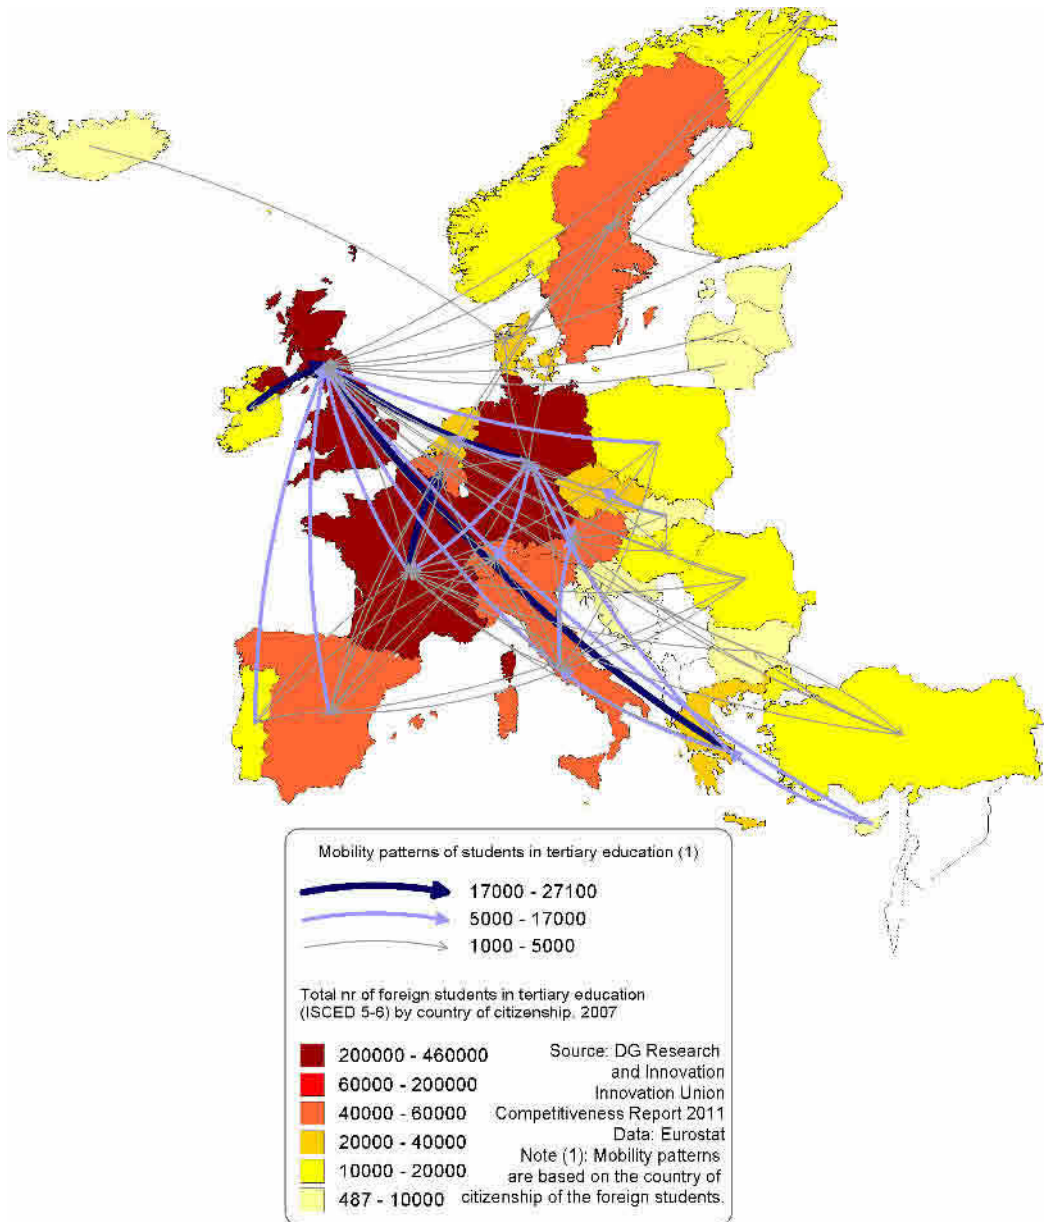 Mobility patterns of students in tertiary education (1)
17000 - 27100
5000 - 17000
1000 - 5000
Total nr of foreign students in tertiary education
(ISCED 5-6) by country of citizenship. 2007
200000 - 460000
60000 - 200000
40000 - 60000
20000 - 40000
10000 - 20000
487 - 10000
Source: DG Research
and Innovation
Innovation Union
Competitiveness Report 2011
Data: Eurostat
Note (1): Mobility patterns
are based on the country of
citizenship of the foreign students.